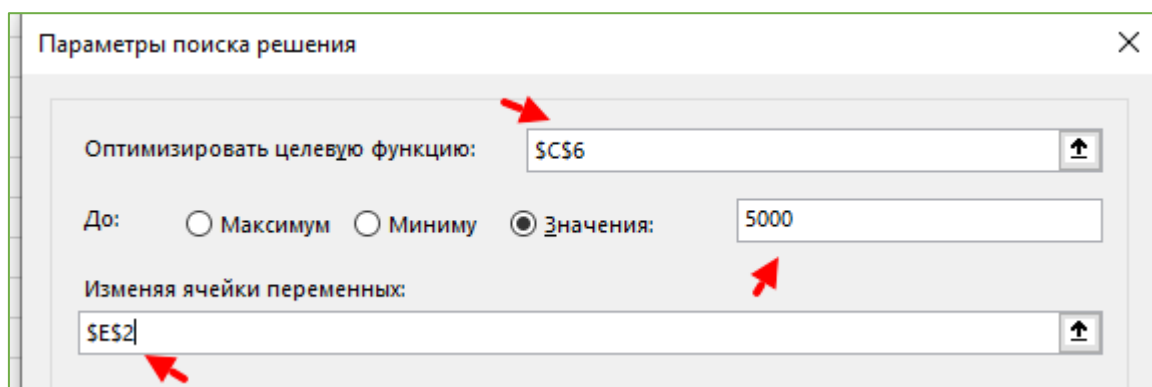 Параметры поиска решения
Оптимизировать целевую функцию: $C$6
До: Максимум Миниму Значения: 5000
Изменяя ячейки переменных:
$E$2